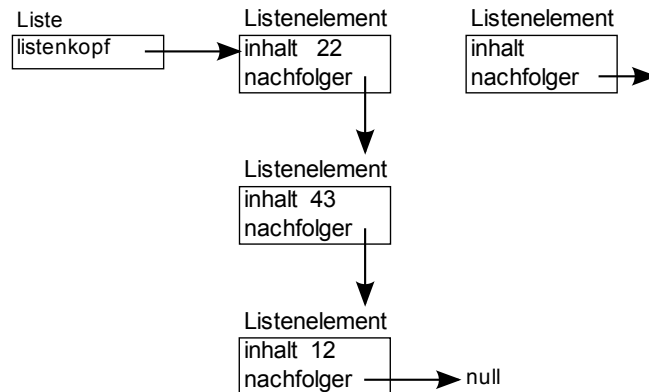 Liste
listenkopf
Listenelement
inhalt 22
nachfolger
Listenelement
inhalt
nachfolger
Listenelement
inhalt 43
nachfolger
Listenelement
inhalt 12
nachfolger
null